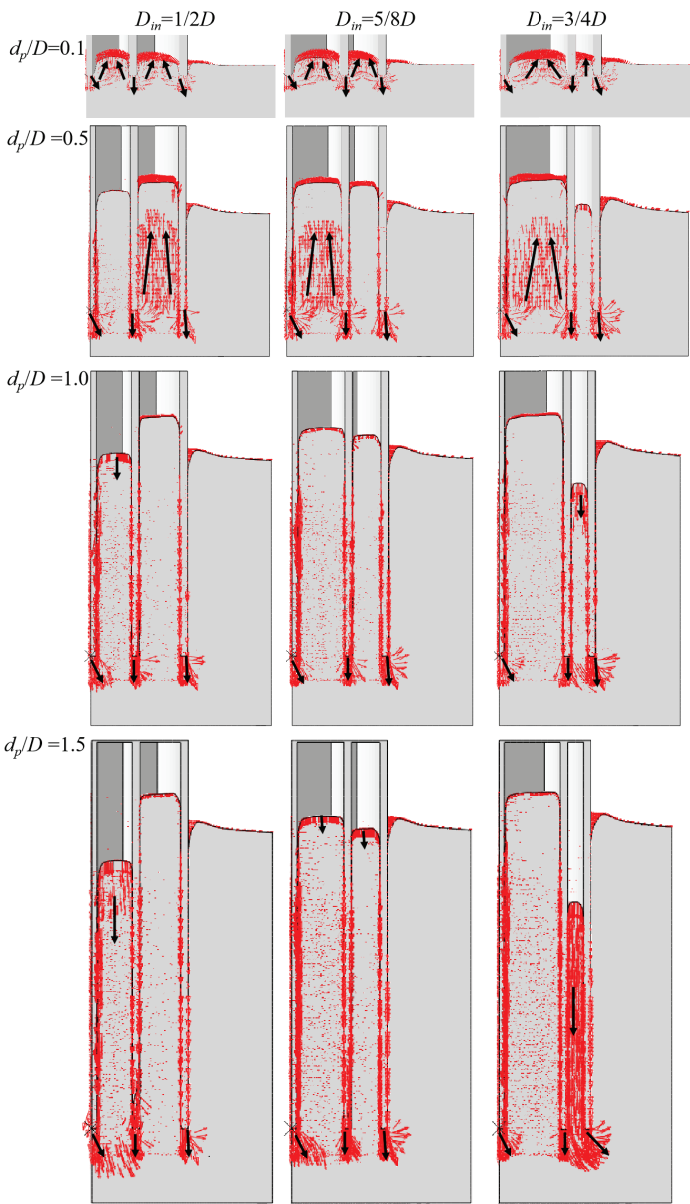 D_in=1/2D D_in=5/8D D_in=3/4D
d_p/D=0.1
d_p/D =0.5
d_p/D =1.0
d_p/D =1.5